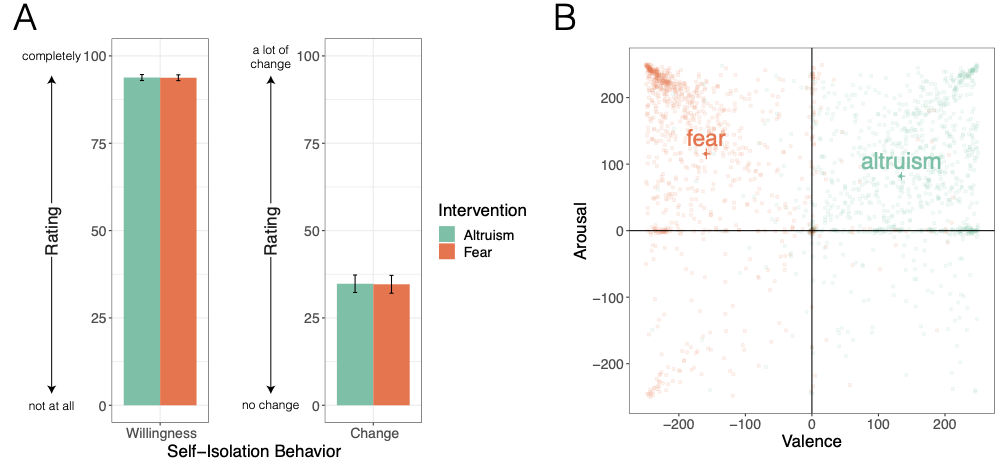 A
completely
100
75
50
25
0
Rating
not at all
Willingness
a lot of
change
100
75
50
25
0
Rating
no change
Change
Self−Isolation Behavior
Intervention
Altruism
Fear
B
Arousal
200
100
0
−100
−200
fear
altruism
−200
−100
0
100
200
Valence